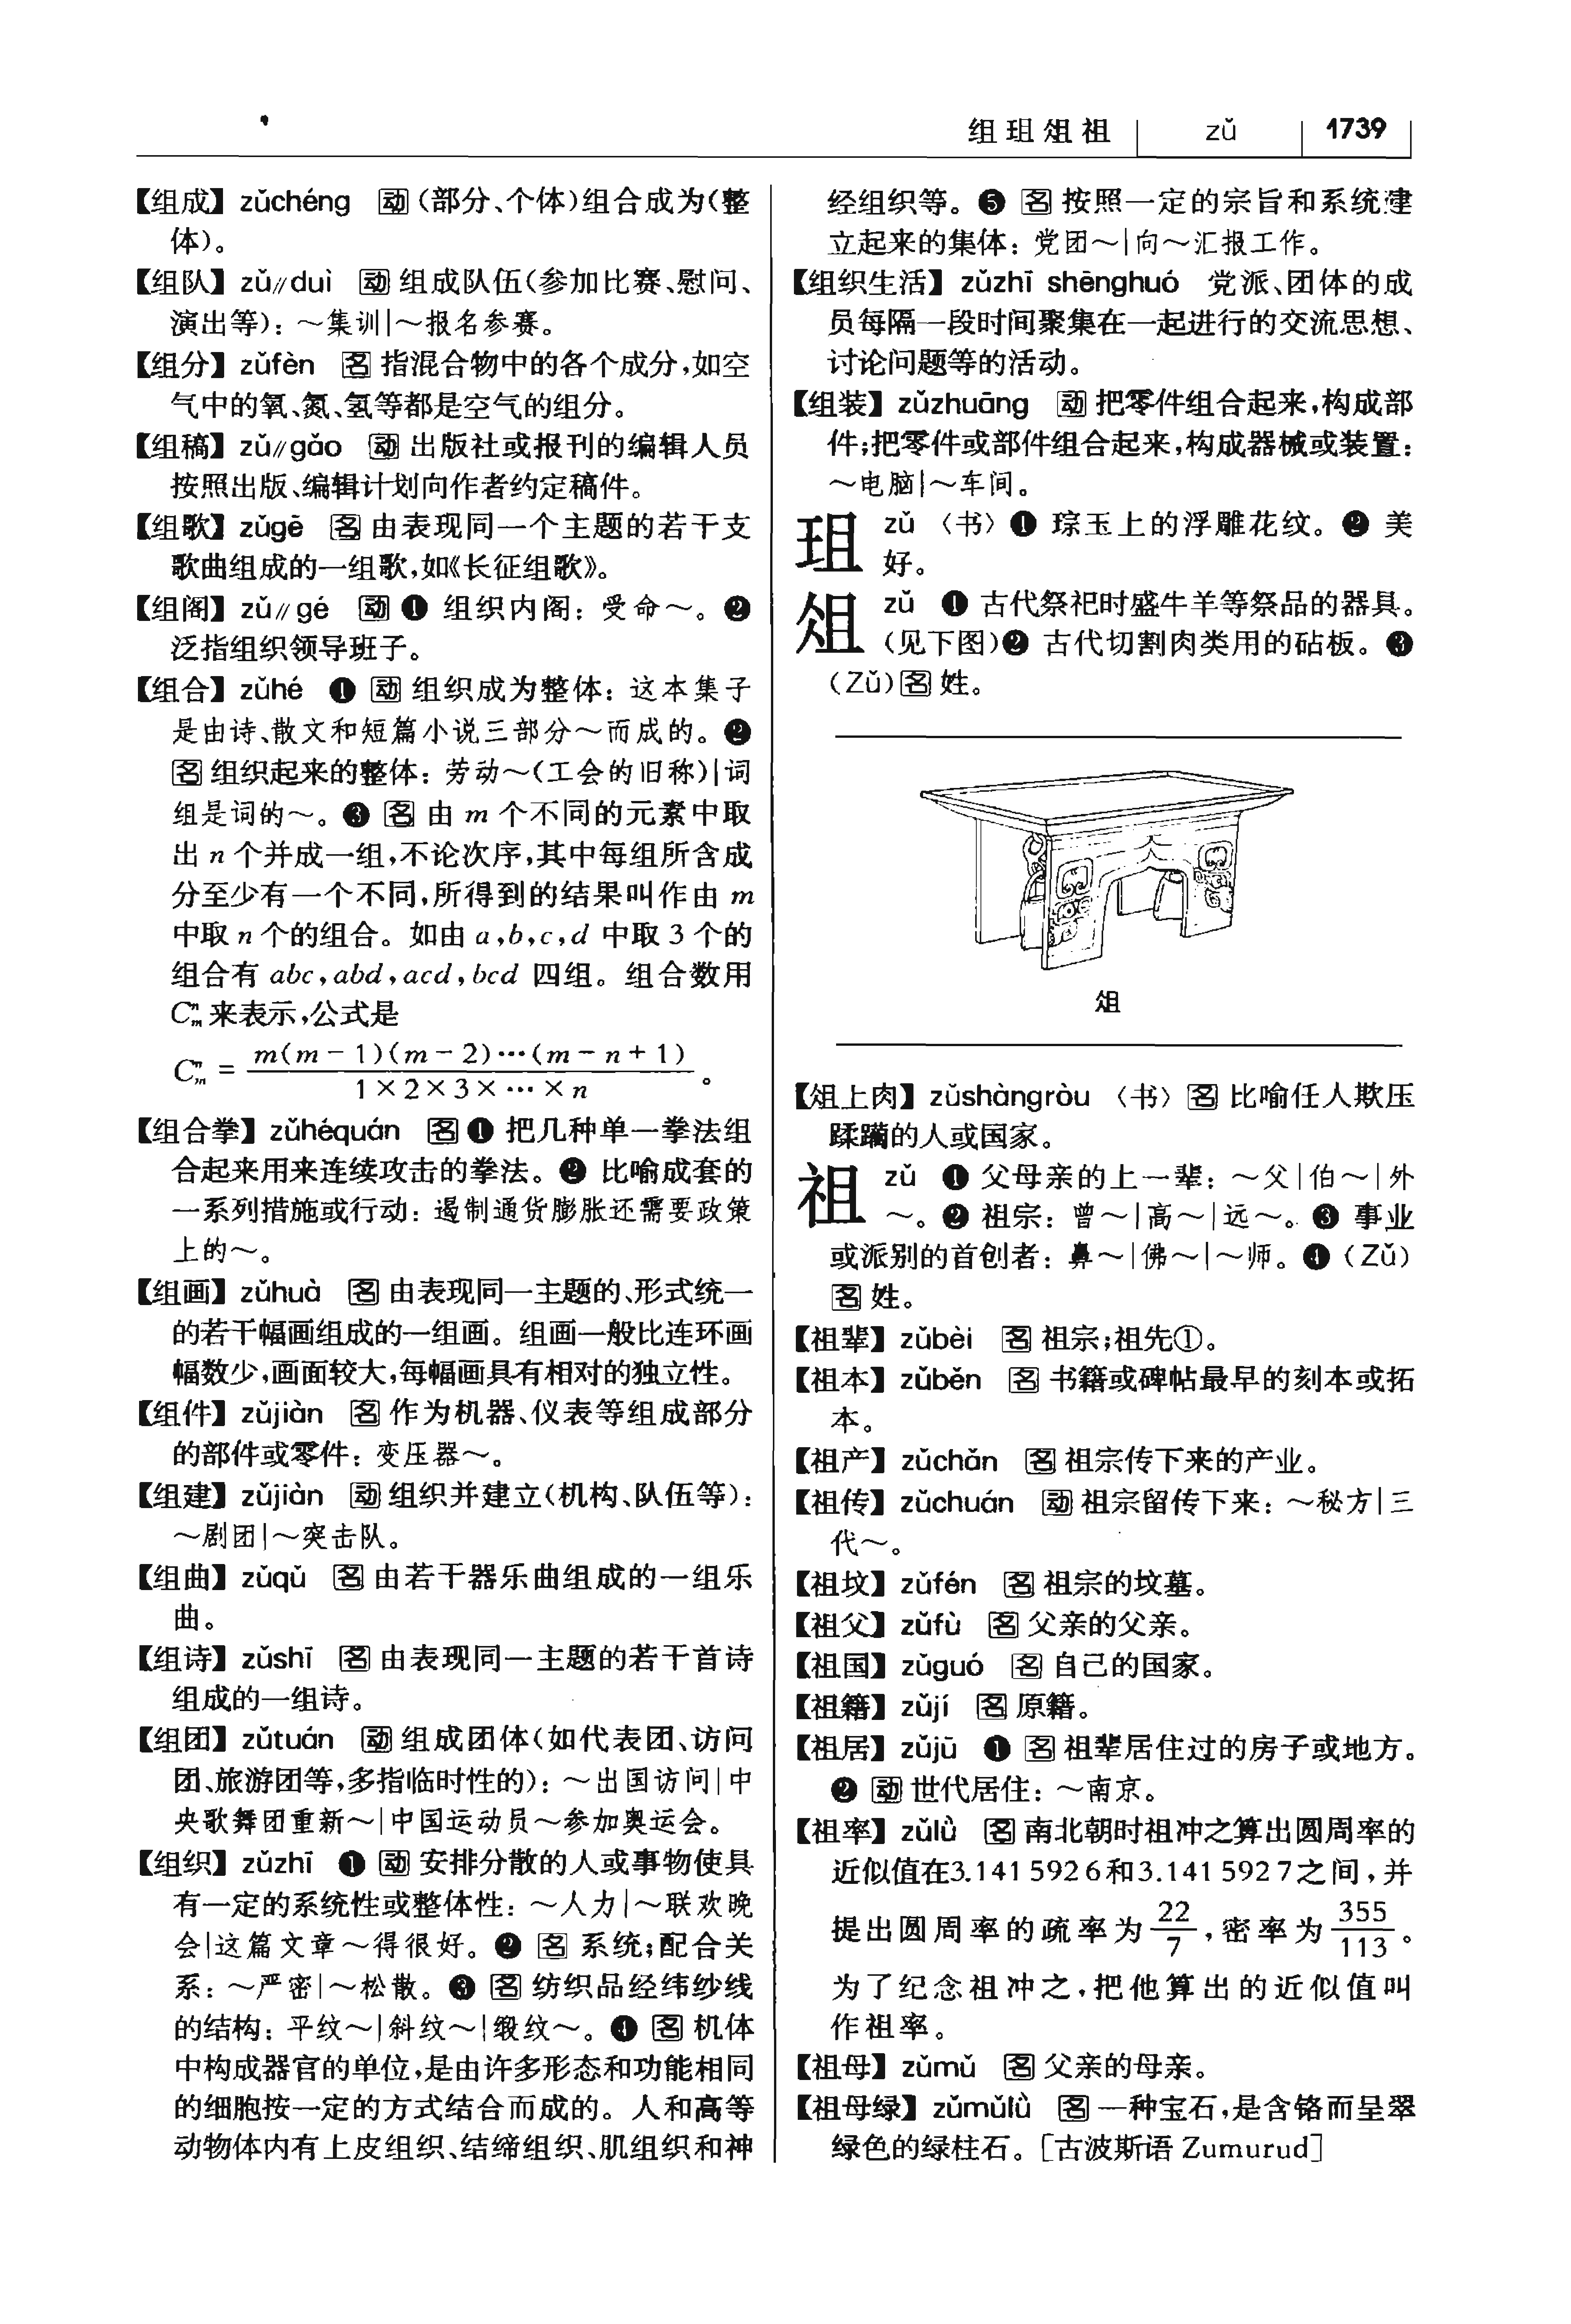 组珇俎祖 zǔ 1739
【组成】 zǔchéng 动(部分、个体)组合成为(整
体)。
【组队】 zǔ∥duì 动 组成队伍(参加比赛、慰问、
演出等)：～集训|～报名参赛。
【组分】 zǔfèn 名 指混合物中的各个成分,如空
气中的氧、氮、氢等都是空气的组分。
【组稿】 zǔ∥gǎo 动 出版社或报刊的编辑人员
按照出版、编辑计划向作者约定稿件。
【组歌】 zǔgē 名 由表现同一个主题的若干支
歌曲组成的一组歌,如《长征组歌》。
【组阁】 zǔ∥gé 动 ❶ 组织内阁：受命～。❷
泛指组织领导班子。
【组合】 zǔhé ❶ 动 组织成为整体：这本集子
是由诗、散文和短篇小说三部分～而成的。❷
名 组织起来的整体：劳动～(工会的旧称)|词
组是词的～。❸ 名 由 m 个不同的元素中取
出 n 个并成一组,不论次序,其中每组所含成
分至少有一个不同,所得到的结果叫作由 m
中取 n 个的组合。如由 a,b,c,d 中取 3 个的
组合有 abc,abd,acd,bcd 四组。组合数用
Cₘⁿ 来表示,公式是
Cₘⁿ = m(m－1)(m－2)…(m－n＋1) / 1×2×3×…×n 。
【组合拳】 zǔhéquán 名 ❶ 把几种单一拳法组
合起来用来连续攻击的拳法。❷ 比喻成套的
一系列措施或行动：遏制通货膨胀还需要政策
上的～。
【组画】 zǔhuà 名 由表现同一主题的、形式统一
的若干幅画组成的一组画。组画一般比连环画
幅数少,画面较大,每幅画具有相对的独立性。
【组件】 zǔjiàn 名 作为机器、仪表等组成部分
的部件或零件：变压器～。
【组建】 zǔjiàn 动 组织并建立(机构、队伍等)：
～剧团|～突击队。
【组曲】 zǔqǔ 名 由若干器乐曲组成的一组乐
曲。
【组诗】 zǔshī 名 由表现同一主题的若干首诗
组成的一组诗。
【组团】 zǔtuán 动 组成团体(如代表团、访问
团、旅游团等,多指临时性的)：～出国访问|中
央歌舞团重新～|中国运动员～参加奥运会。
【组织】 zǔzhī ❶ 动 安排分散的人或事物使具
有一定的系统性或整体性：～人力|～联欢晚
会|这篇文章～得很好。❷ 名 系统;配合关
系：～严密|～松散。❸ 名 纺织品经纬纱线
的结构：平纹～|斜纹～|缎纹～。❹ 名 机体
中构成器官的单位,是由许多形态和功能相同
的细胞按一定的方式结合而成的。人和高等
动物体内有上皮组织、结缔组织、肌组织和神
经组织等。❺ 名 按照一定的宗旨和系统建
立起来的集体：党团～|向～汇报工作。
【组织生活】 zǔzhī shēnghuó 党派、团体的成
员每隔一段时间聚集在一起进行的交流思想、
讨论问题等的活动。
【组装】 zǔzhuāng 动 把零件组合起来,构成部
件;把零件或部件组合起来,构成器械或装置：
～电脑|～车间。
珇 zǔ 〈书〉❶ 琮玉上的浮雕花纹。❷ 美
好。
俎 zǔ ❶ 古代祭祀时盛牛羊等祭品的器具。
(见下图)❷ 古代切割肉类用的砧板。❸
(Zǔ) 名 姓。
俎
【俎上肉】 zǔshàngròu 〈书〉 名 比喻任人欺压
蹂躏的人或国家。
祖 zǔ ❶ 父母亲的上一辈：～父|伯～|外
～。❷ 祖宗：曾～|高～|远～。❸ 事业
或派别的首创者：鼻～|佛～|～师。❹ (Zǔ)
名 姓。
【祖辈】 zǔbèi 名 祖宗;祖先①。
【祖本】 zǔběn 名 书籍或碑帖最早的刻本或拓
本。
【祖产】 zǔchǎn 名 祖宗传下来的产业。
【祖传】 zǔchuán 动 祖宗留传下来：～秘方|三
代～。
【祖坟】 zǔfén 名 祖宗的坟墓。
【祖父】 zǔfù 名 父亲的父亲。
【祖国】 zǔguó 名 自己的国家。
【祖籍】 zǔjí 名 原籍。
【祖居】 zǔjū ❶ 名 祖辈居住过的房子或地方。
❷ 动 世代居住：～南京。
【祖率】 zǔlǜ 名 南北朝时祖冲之算出圆周率的
近似值在3.141 592 6和3.141 592 7之间,并
提出圆周率的疏率为 22/7 ,密率为 355/113 。
为了纪念祖冲之,把他算出的近似值叫
作祖率。
【祖母】 zǔmǔ 名 父亲的母亲。
【祖母绿】 zǔmǔlǜ 名 一种宝石,是含铬而呈翠
绿色的绿柱石。[古波斯语 Zumurud]